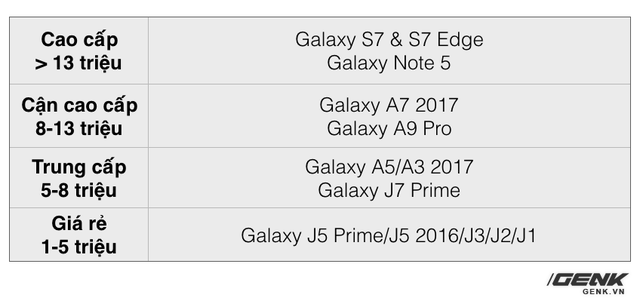 Cao cấp
> 13 triệu
Galaxy S7 & S7 Edge
Galaxy Note 5
Cận cao cấp
8-13 triệu
Galaxy A7 2017
Galaxy A9 Pro
Trung cấp
5-8 triệu
Galaxy A5/A3 2017
Galaxy J7 Prime
Giá rẻ
1-5 triệu
Galaxy J5 Prime/J5 2016/J3/J2/J1
GENK
GENK.VN